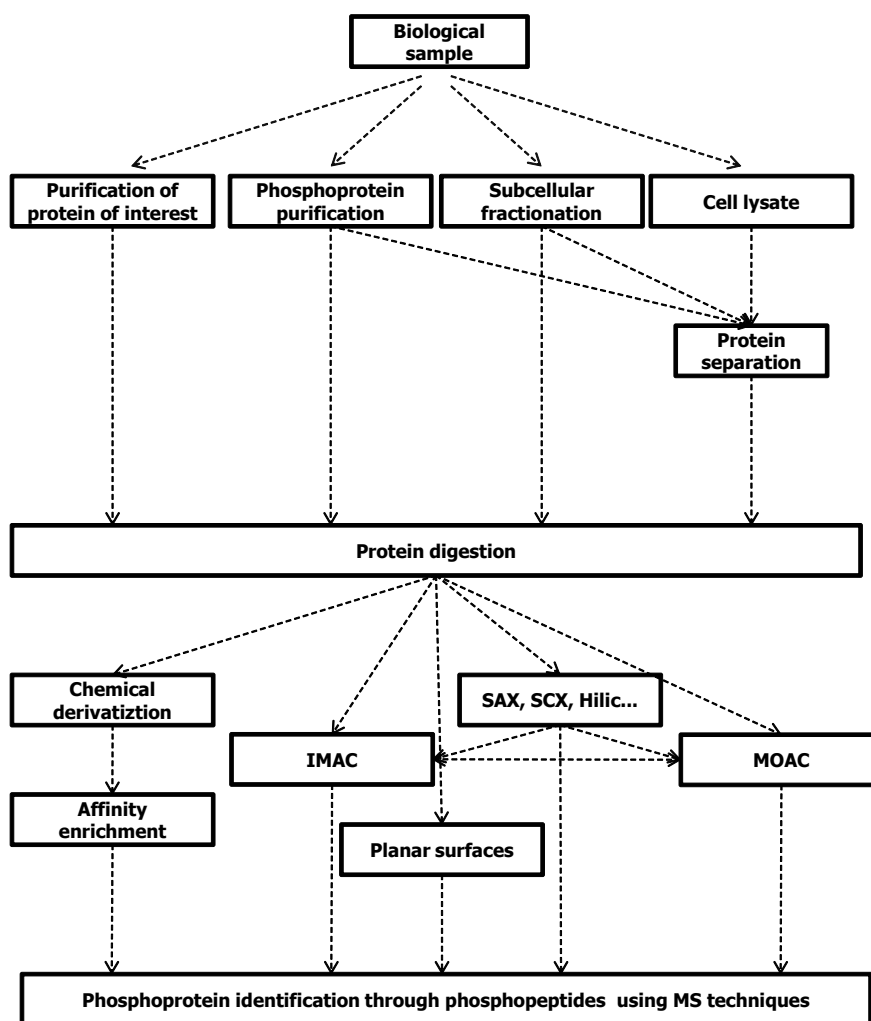 Biological
sample
Purification of
protein of interest
Phosphoprotein
purification
Subcellular
fractionation
Cell lysate
Protein
separation
Protein digestion
Chemical
derivatiztion
SAX, SCX, Hilic...
IMAC
MOAC
Affinity
enrichment
Planar surfaces
Phosphoprotein identification through phosphopeptides using MS techniques